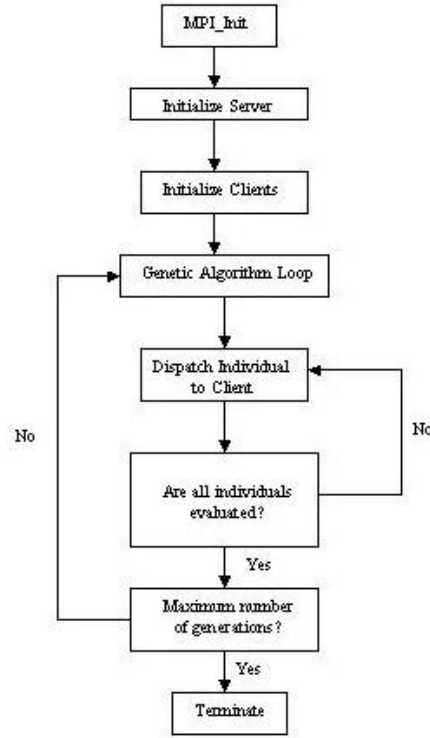 MPI_Init
Initialize Server
Initialize Clients
Genetic Algorithm Loop
Dispatch Individual
to Client
No
No
Are all individuals
evaluated?
Yes
Maximum number
of generations?
Yes
Terminate